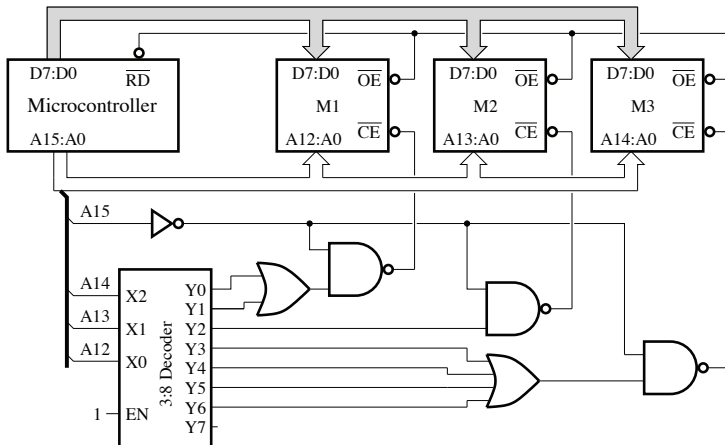 D7:D0
RD
Microcontroller
A15:A0
D7:D0
OE
M1
CE
A12:A0
D7:D0
OE
M2
CE
A13:A0
D7:D0
OE
M3
CE
A14:A0
A15
A14
A13
A12
X2
X1
X0
1
EN
3:8 Decoder
Y0
Y1
Y2
Y3
Y4
Y5
Y6
Y7